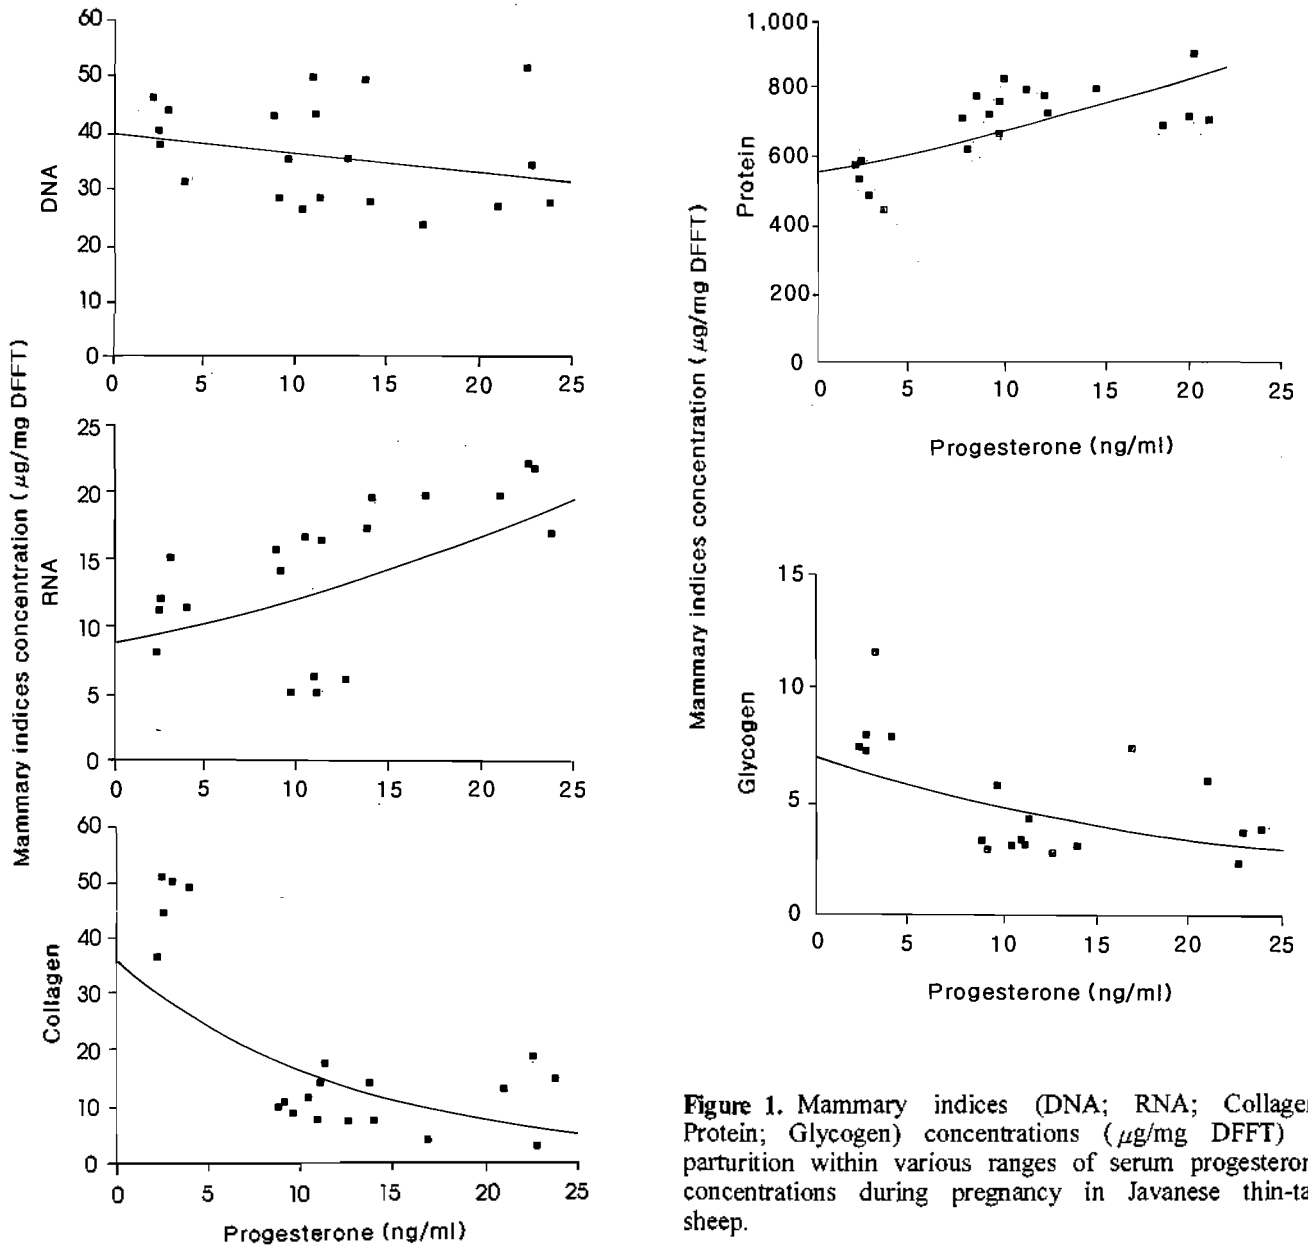 Mammary indices concentration (µg/mg DFFT)
DNA
60
50
40
30
20
10
0
0 5 10 15 20 25
RNA
25
20
15
10
5
0
0 5 10 15 20 25
Collagen
60
50
40
30
20
10
0
0 5 10 15 20 25
Progesterone (ng/ml)
Mammary indices concentration (µg/mg DFFT)
Protein
1,000
800
600
400
200
0
0 5 10 15 20 25
Progesterone (ng/ml)
Glycogen
15
10
5
0
0 5 10 15 20 25
Progesterone (ng/ml)
Figure 1. Mammary indices (DNA; RNA; Collagen
Protein; Glycogen) concentrations (µg/mg DFFT)
parturition within various ranges of serum progesteron
concentrations during pregnancy in Javanese thin-ta
sheep.